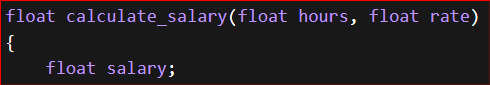 float calculate_salary(float hours, float rate)
{
    float salary;